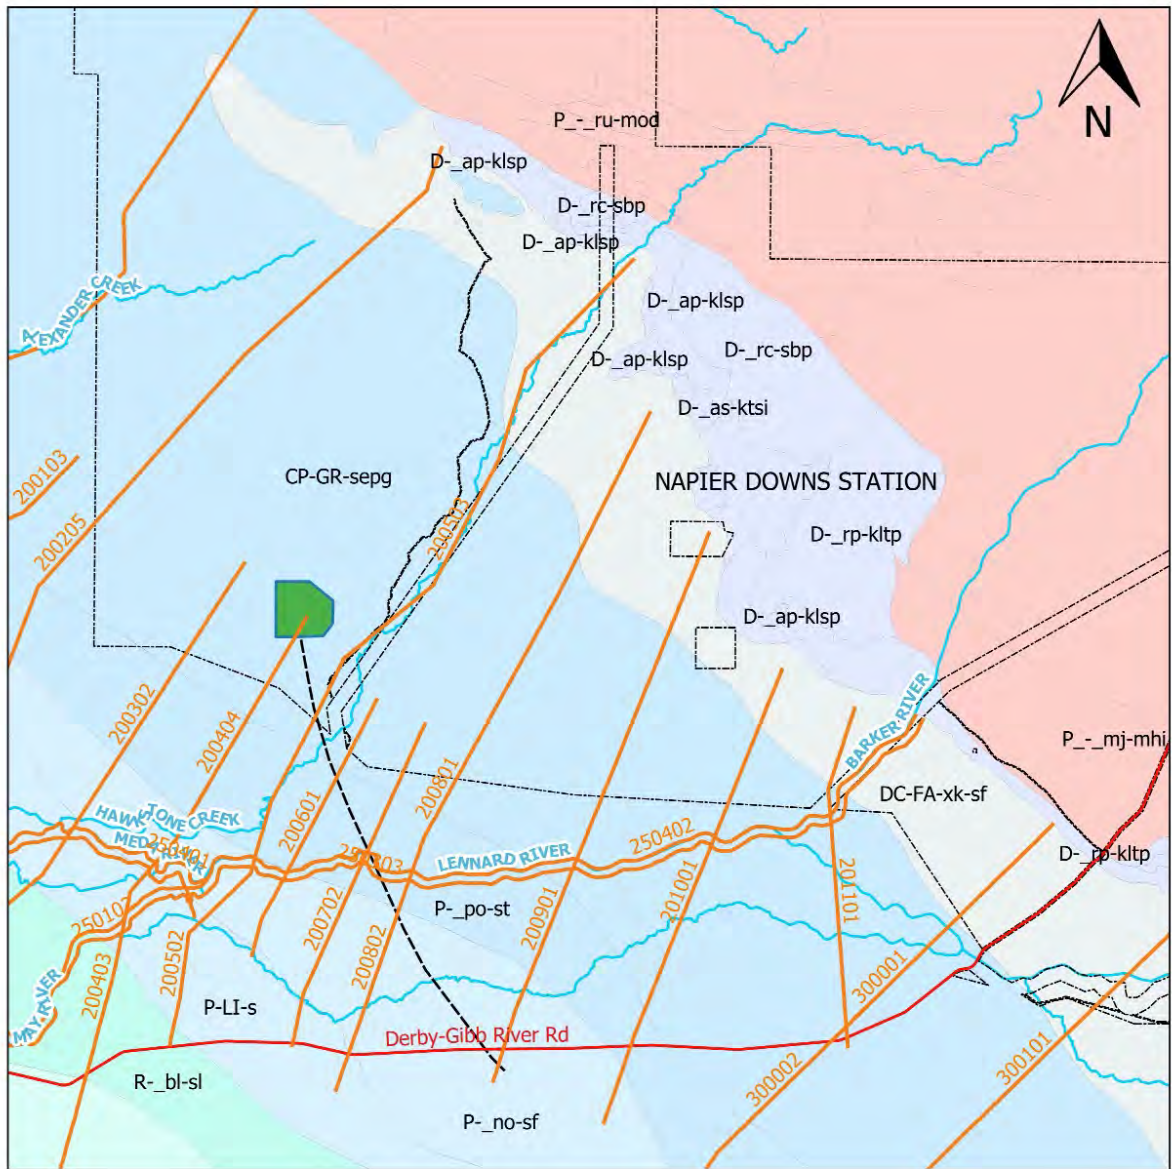 P_-_ru-mod
N
D-_ap-klsp
D-_rc-sbp
D-_ap-klsp
ALEXANDER CREEK
D-_ap-klsp
D-_rc-sbp
D-_ap-klsp
D-_as-ktsi
200103
CP-GR-sepg
NAPIER DOWNS STATION
200205
200503
D-_rp-kltp
D-_ap-klsp
200302
200404
BARKER RIVER
P_-_mj-mhi
200801
200601
DC-FA-xk-sf
HAWKSTONE CREEK
MEDA RIVER
250401
250402
LENNARD RIVER
D-_rp-kltp
250102
200702
200802
P-_po-st
200901
201001
201101
200403
200502
300001
MAY RIVER
P-LI-s
Derby-Gibb River Rd
300002
300101
R-_bl-sl
P-_no-sf